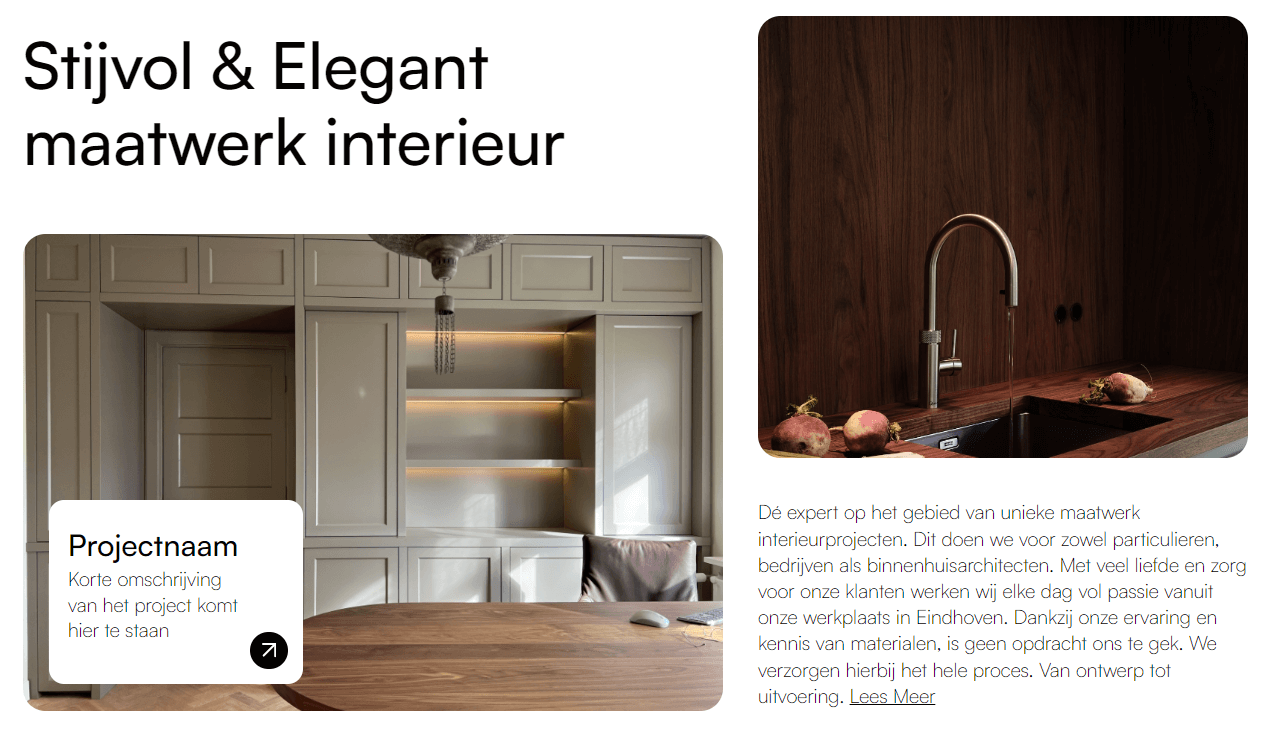 Stijvol & Elegant
maatwerk interieur
Projectnaam
Korte omschrijving
van het project komt
hier te staan
Dé expert op het gebied van unieke maatwerk
interieurprojecten. Dit doen we voor zowel particulieren,
bedrijven als binnenhuisarchitecten. Met veel liefde en zorg
voor onze klanten werken wij elke dag vol passie vanuit
onze werkplaats in Eindhoven. Dankzij onze ervaring en
kennis van materialen, is geen opdracht ons te gek. We
verzorgen hierbij het hele proces. Van ontwerp tot
uitvoering. Lees Meer